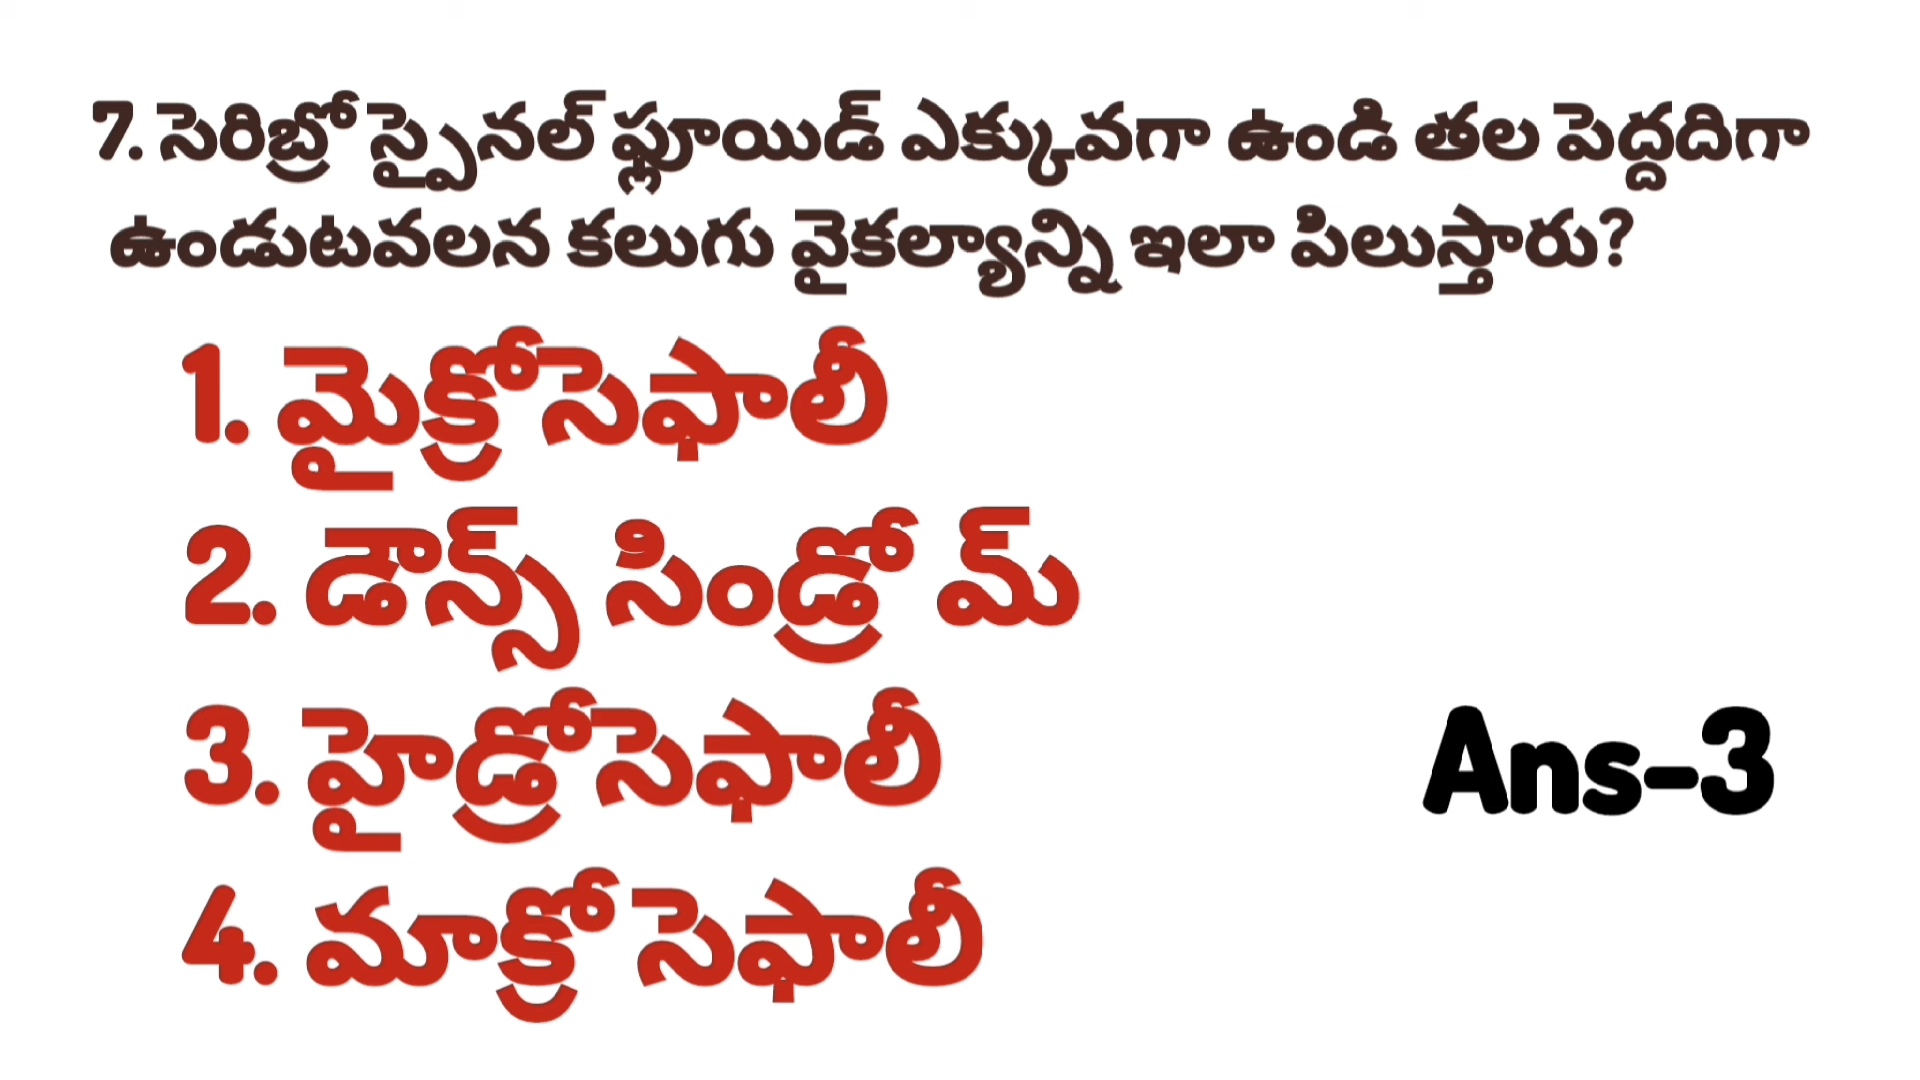 7. సెరిబ్రో స్పైనల్ ఫ్లూయిడ్ ఎక్కువగా ఉండి తల పెద్దదిగా
ఉండుటవలన కలుగు వైకల్యాన్ని ఇలా పిలుస్తారు?
1. మైక్రోసెఫాలీ
2. డౌన్స్ సిండ్రో మ్
3. హైడ్రోసెఫాలీ
Ans-3
4. మాక్రో సెఫాలీ